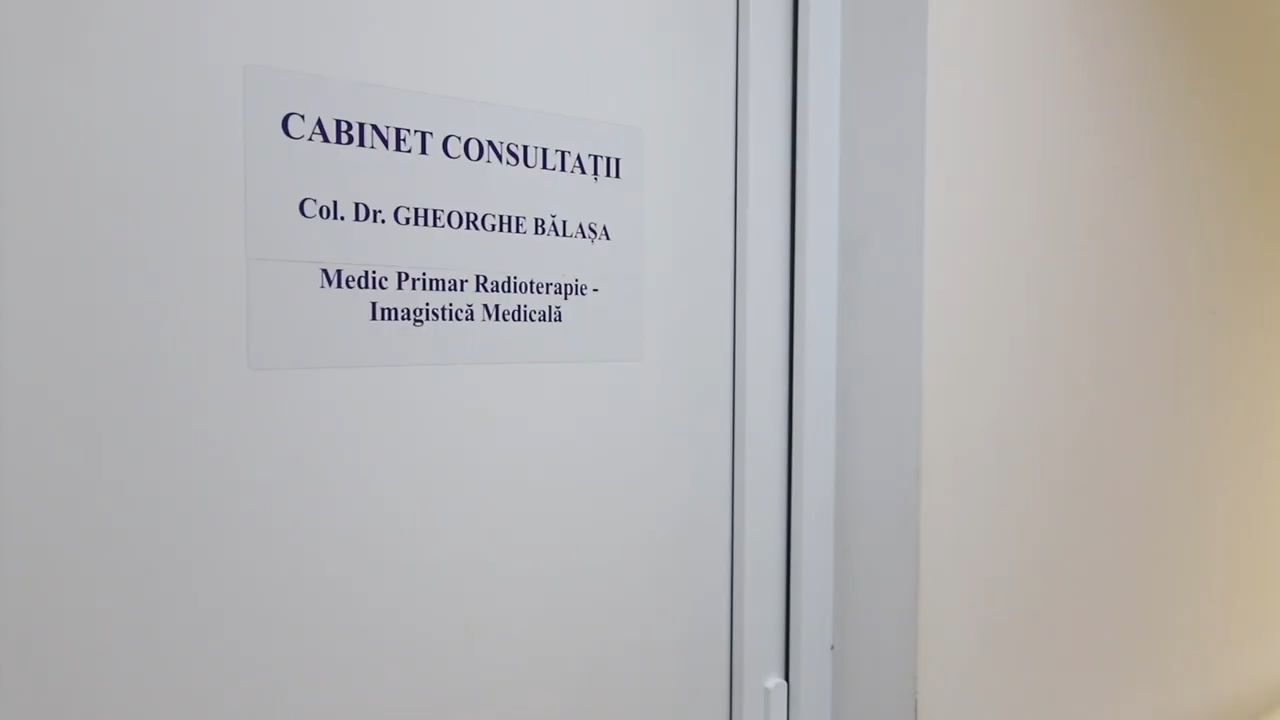 CABINET CONSULTAȚII
Col. Dr. GHEORGHE BĂLAȘA
Medic Primar Radioterapie -
Imagistică Medicală